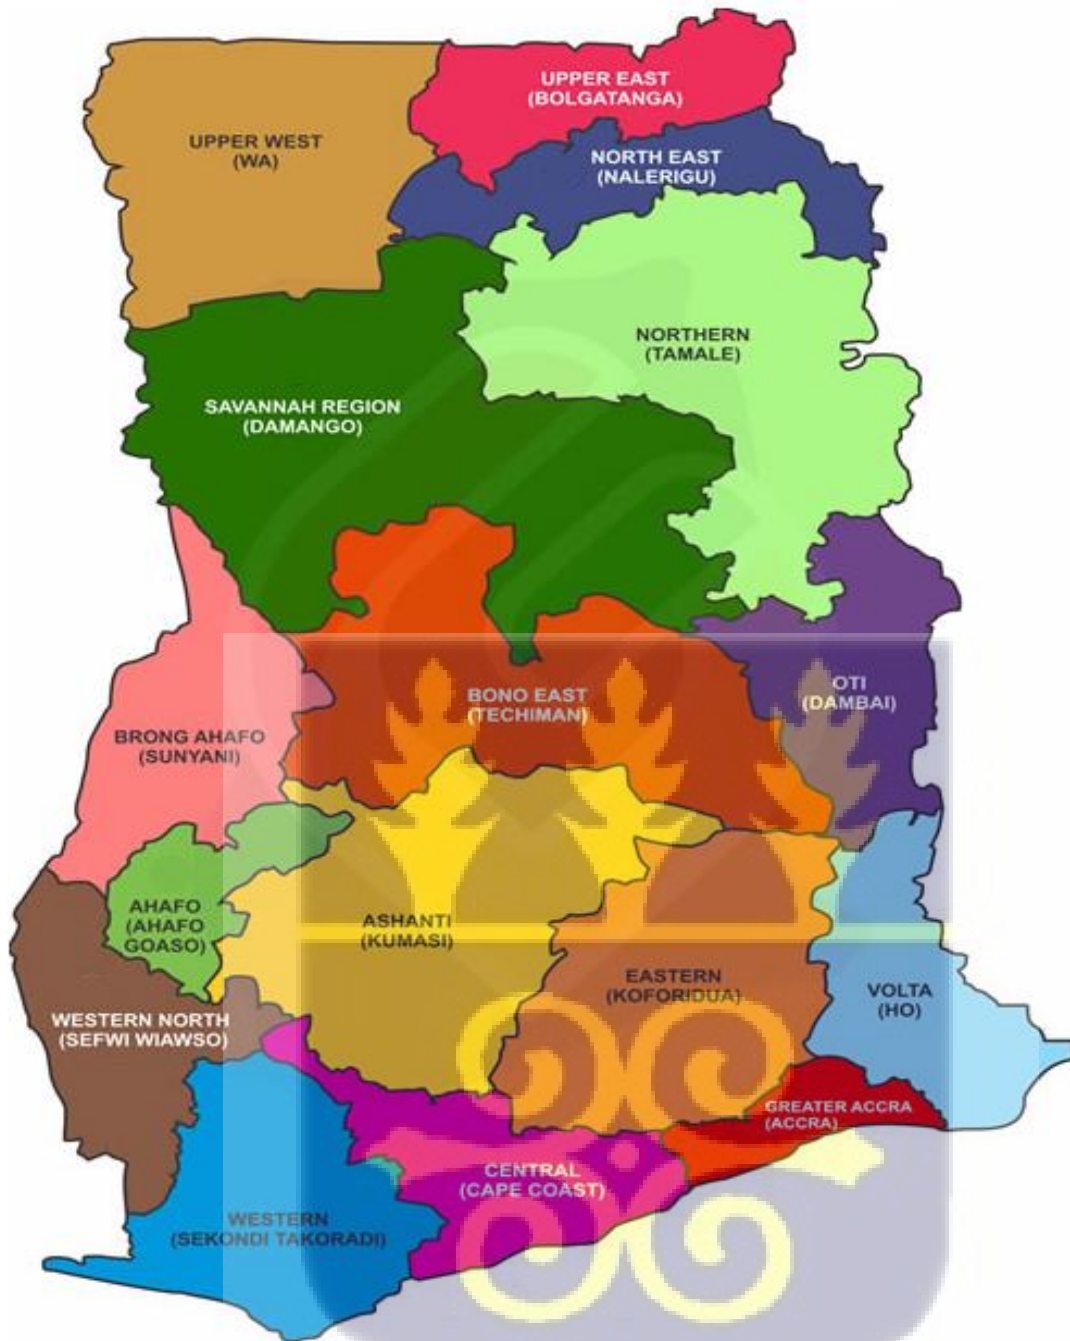 UPPER EAST
(BOLGATANGA)
UPPER WEST
(WA)
NORTH EAST
(NALERIGU)
NORTHERN
(TAMALE)
SAVANNAH REGION
(DAMANGO)
OTI
(DAMBAI)
BONO EAST
(TECHIMAN)
BRONG AHAFO
(SUNYANI)
AHAFO
(AHAFO
GOASO)
ASHANTI
(KUMASI)
EASTERN
(KOFORIDUA)
VOLTA
(HO)
WESTERN NORTH
(SEFWI WIAWSO)
GREATER ACCRA
(ACCRA)
CENTRAL
(CAPE COAST)
WESTERN
(SEKONDI TAKORADI)